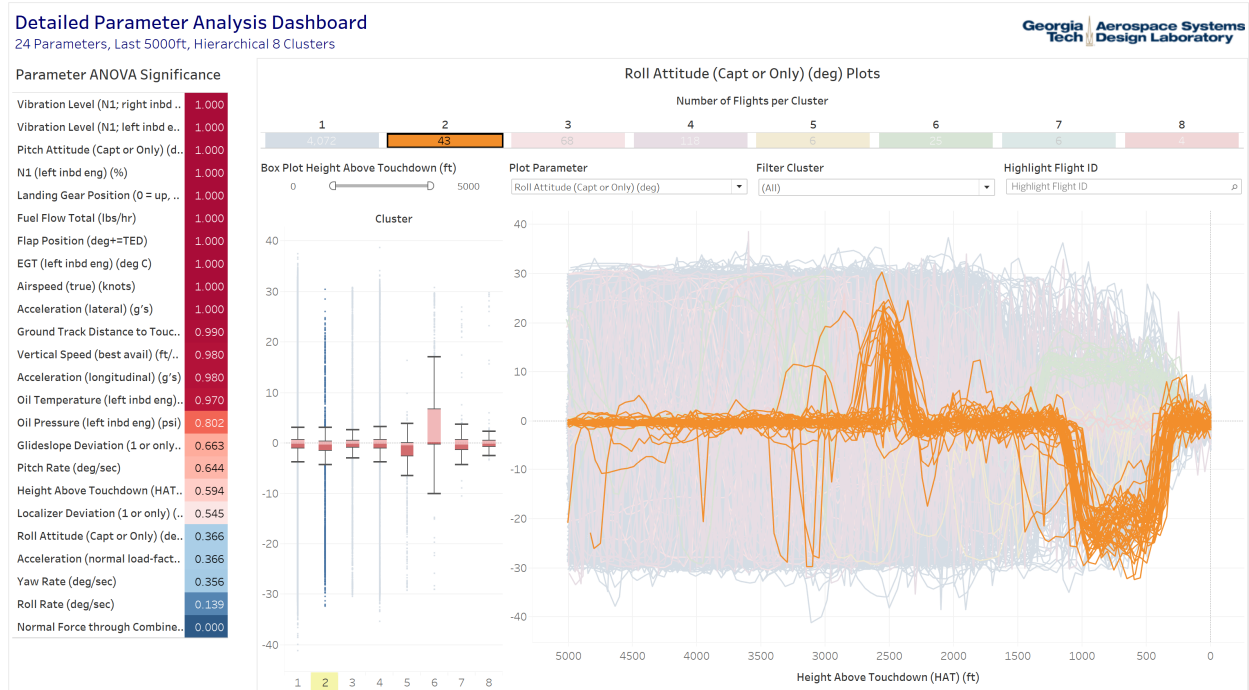 Detailed Parameter Analysis Dashboard
24 Parameters, Last 5000ft, Hierarchical 8 Clusters
Georgia Tech Aerospace Systems Design Laboratory
Parameter ANOVA Significance
Vibration Level (N1; right inbd .. 1.000
Vibration Level (N1; left inbd e.. 1.000
Pitch Attitude (Capt or Only) (d.. 1.000
N1 (left inbd eng) (%) 1.000
Landing Gear Position (0 = up, .. 1.000
Fuel Flow Total (lbs/hr) 1.000
Flap Position (deg+=TED) 1.000
EGT (left inbd eng) (deg C) 1.000
Airspeed (true) (knots) 1.000
Acceleration (lateral) (g's) 1.000
Ground Track Distance to Touc.. 0.990
Vertical Speed (best avail) (ft/.. 0.980
Acceleration (longitudinal) (g's) 0.980
Oil Temperature (left inbd eng).. 0.970
Oil Pressure (left inbd eng) (psi) 0.802
Glideslope Deviation (1 or only.. 0.663
Pitch Rate (deg/sec) 0.644
Height Above Touchdown (HAT.. 0.594
Localizer Deviation (1 or only) (.. 0.545
Roll Attitude (Capt or Only) (de.. 0.366
Acceleration (normal load-fact.. 0.366
Yaw Rate (deg/sec) 0.356
Roll Rate (deg/sec) 0.139
Normal Force through Combine.. 0.000
Roll Attitude (Capt or Only) (deg) Plots
Number of Flights per Cluster
1 2 3 4 5 6 7 8
4,072 43 68 118 6 25 6 4
Box Plot Height Above Touchdown (ft)
0 5000
Plot Parameter
Roll Attitude (Capt or Only) (deg)
Filter Cluster
(All)
Highlight Flight ID
Highlight Flight ID
Cluster
40
30
20
10
0
-10
-20
-30
-40
1 2 3 4 5 6 7 8
40
30
20
10
0
-10
-20
-30
-40
5000 4500 4000 3500 3000 2500 2000 1500 1000 500 0
Height Above Touchdown (HAT) (ft)